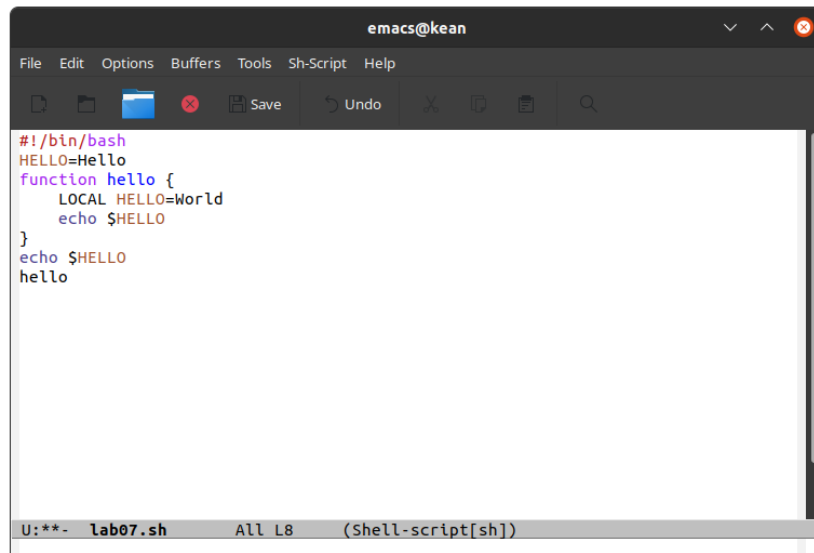 emacs@kean
File Edit Options Buffers Tools Sh-Script Help
Save Undo
#!/bin/bash
HELLO=Hello
function hello {
    LOCAL HELLO=World
    echo $HELLO
}
echo $HELLO
hello
U:**- lab07.sh All L8 (Shell-script[sh])